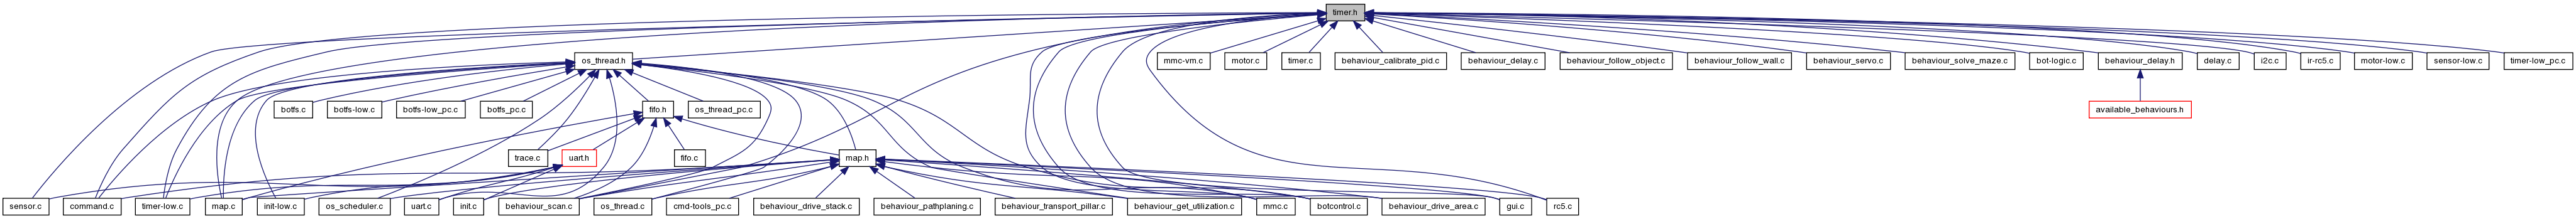 timer.h
os_thread.h
mmc-vm.c
motor.c
timer.c
behaviour_calibrate_pid.c
behaviour_delay.c
behaviour_follow_object.c
behaviour_follow_wall.c
behaviour_servo.c
behaviour_solve_maze.c
bot-logic.c
behaviour_delay.h
delay.c
i2c.c
ir-rc5.c
motor-low.c
sensor-low.c
timer-low_pc.c
botfs.c
botfs-low.c
botfs-low_pc.c
botfs_pc.c
fifo.h
os_thread_pc.c
available_behaviours.h
trace.c
uart.h
fifo.c
map.h
sensor.c
command.c
timer-low.c
map.c
init-low.c
os_scheduler.c
uart.c
init.c
behaviour_scan.c
os_thread.c
cmd-tools_pc.c
behaviour_drive_stack.c
behaviour_pathplaning.c
behaviour_transport_pillar.c
behaviour_get_utilization.c
mmc.c
botcontrol.c
behaviour_drive_area.c
gui.c
rc5.c